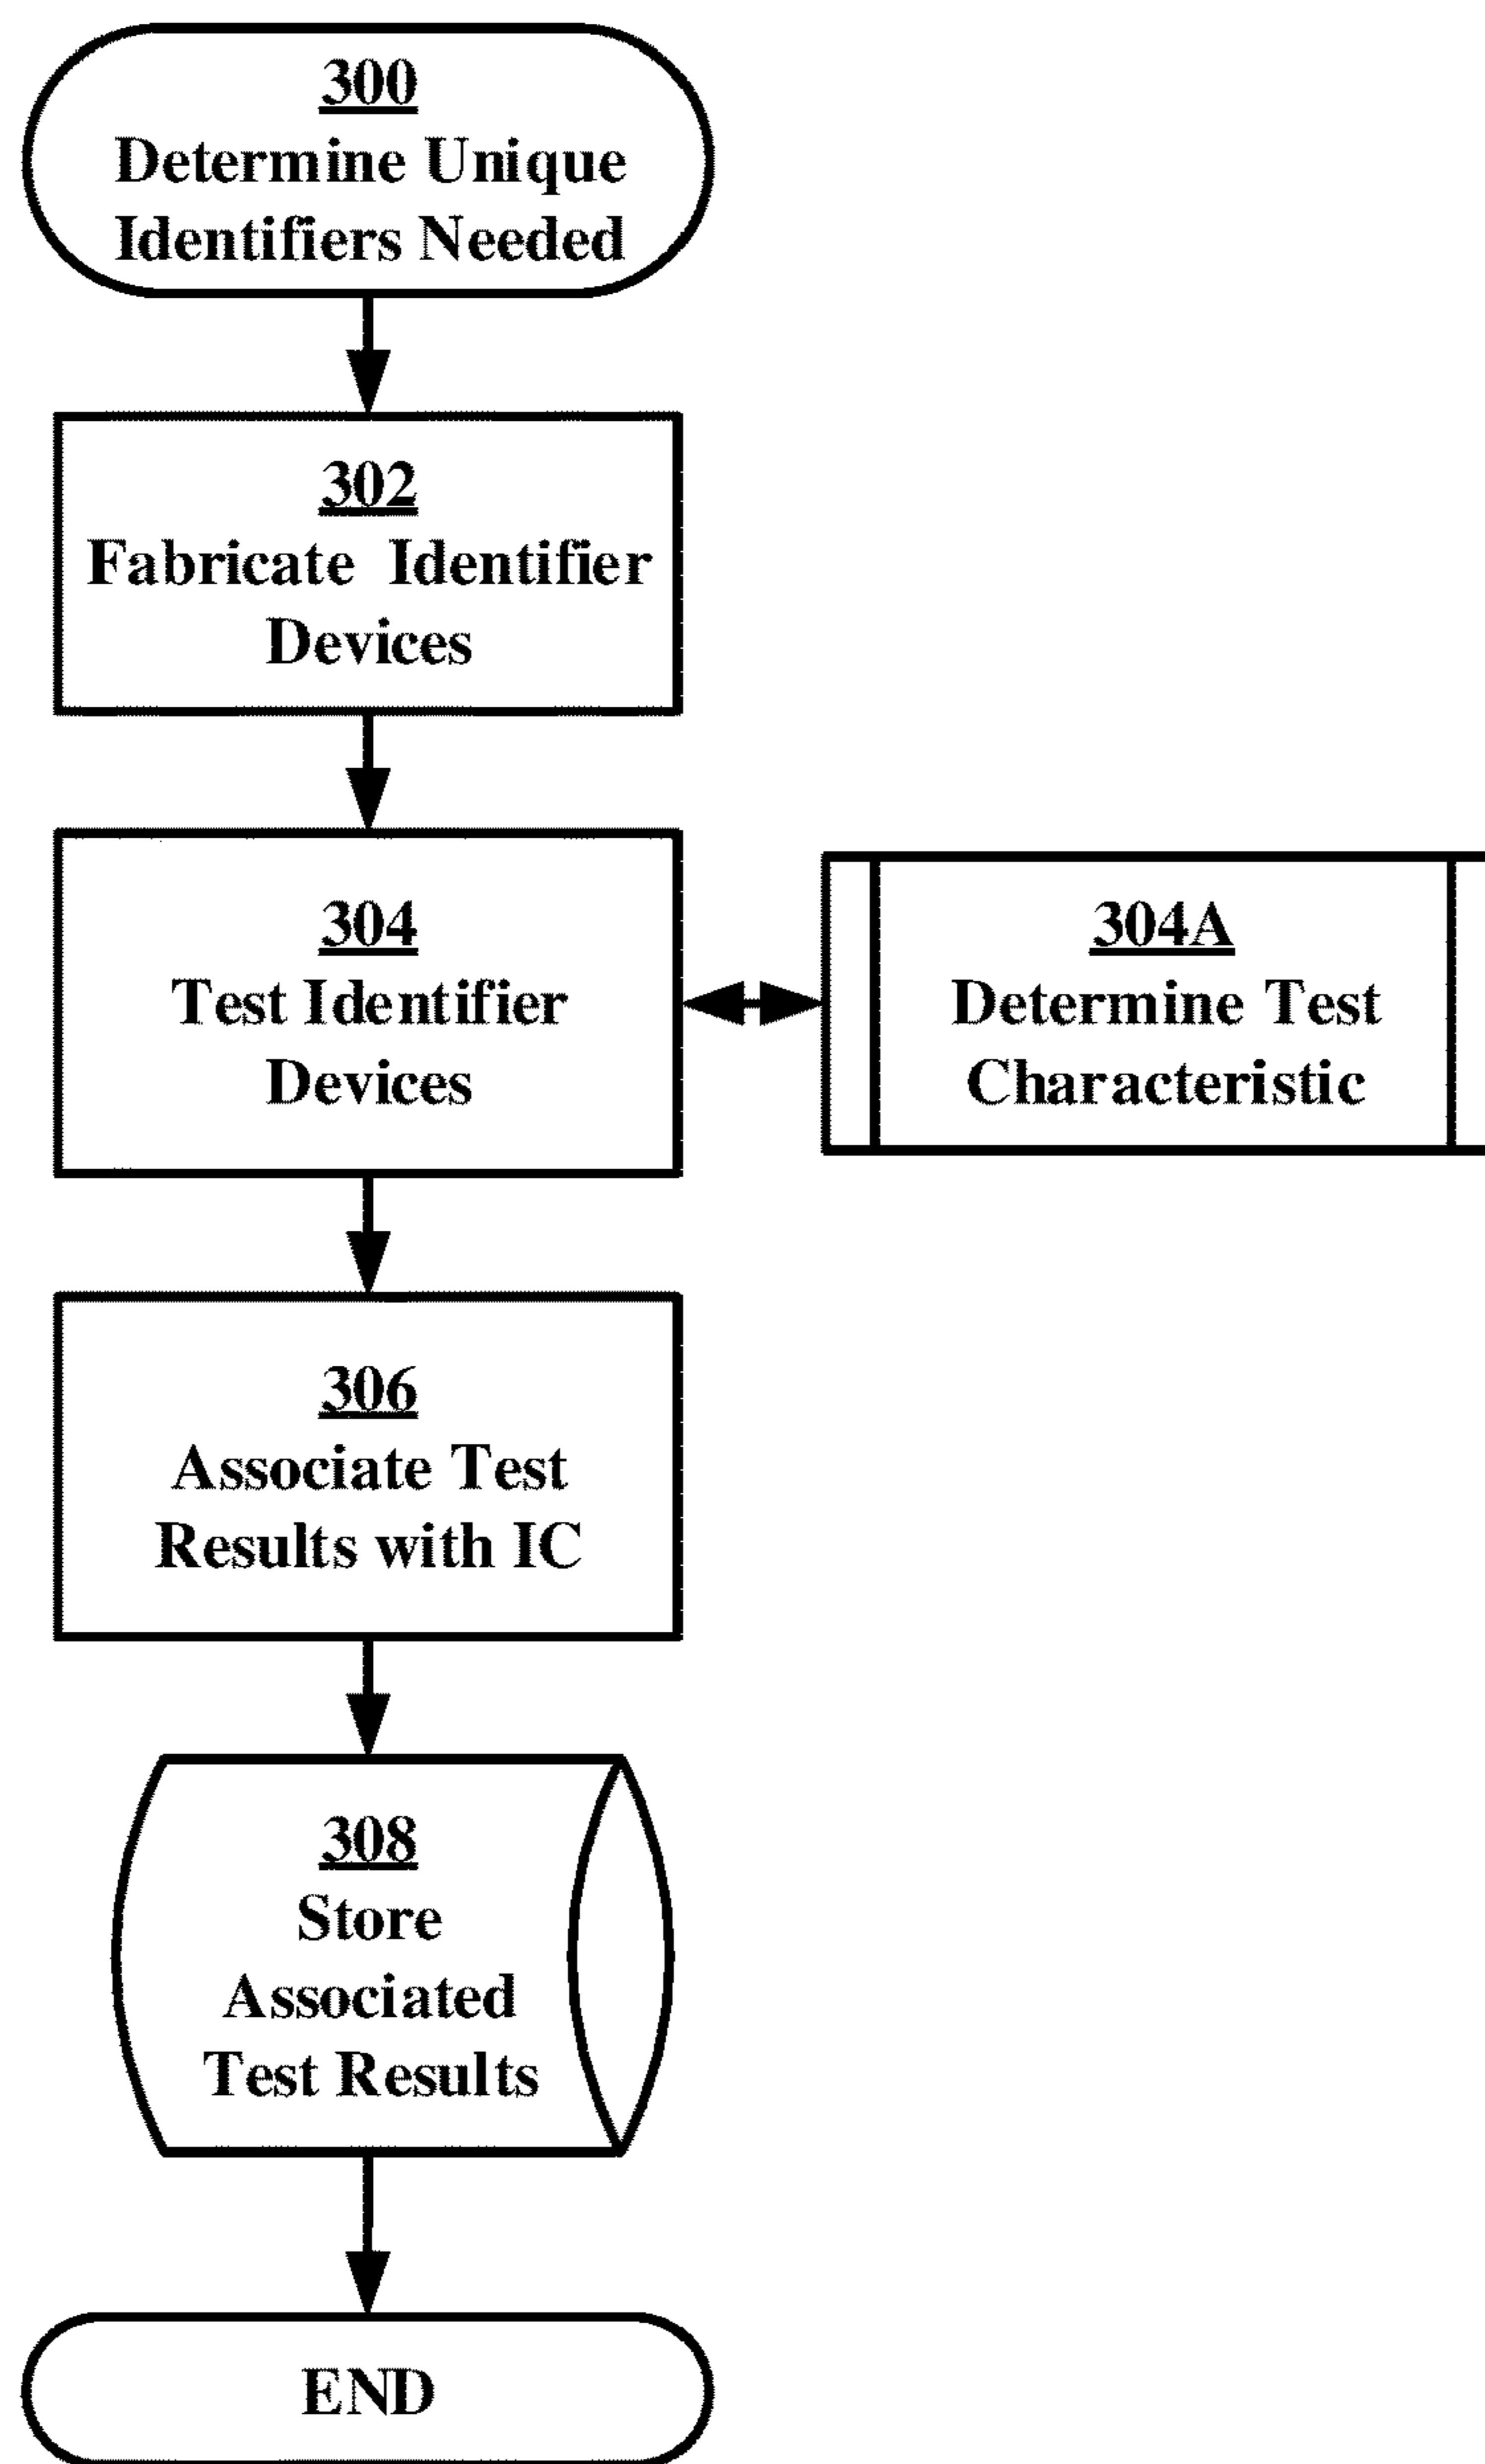 300
Determine Unique
Identifiers Needed
302
Fabricate Identifier
Devices
304
Test Identifier
Devices
304A
Determine Test
Characteristic
306
Associate Test
Results with IC
308
Store
Associated
Test Results
END